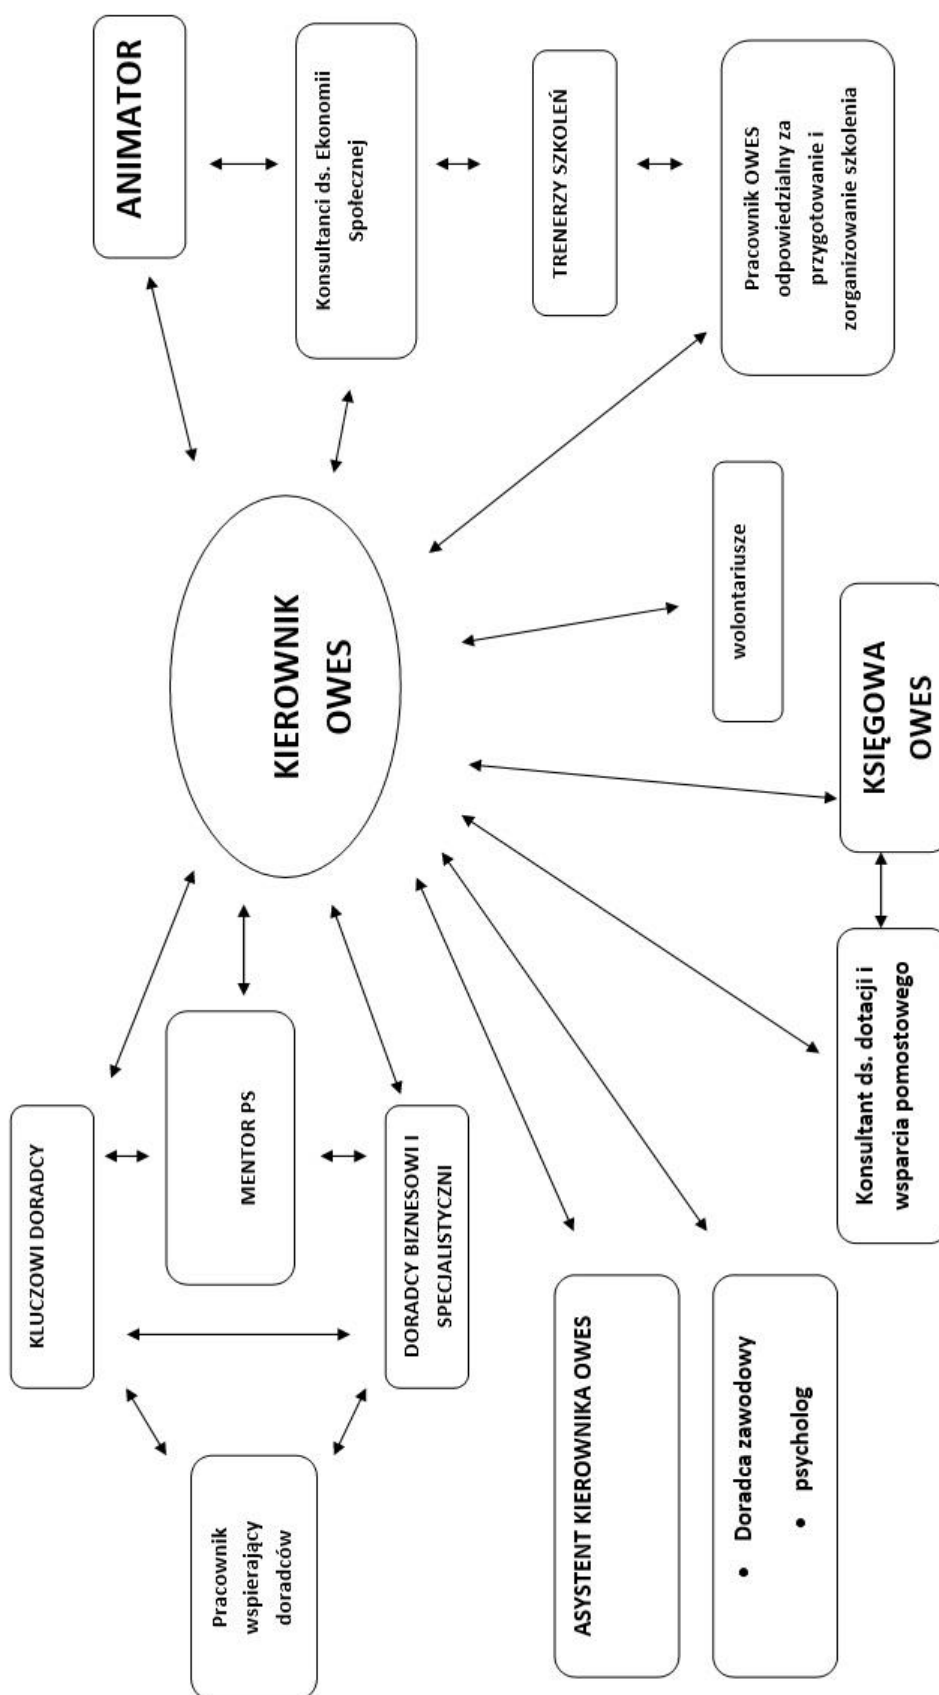 KLUCZOWI DORADCY
ANIMATOR
Pracownik
wspierający
doradców
MENTOR PS
KIEROWNIK
OWES
Konsultanci ds. Ekonomii
Społecznej
DORADCY BIZNESOWI I
SPECJALISTYCZNI
TRENERZY SZKOLEŃ
ASYSTENT KIEROWNIKA OWES
Pracownik OWES
odpowiedzialny za
przygotowanie i
zorganizowanie szkolenia
• Doradca zawodowy
• psycholog
wolontariusze
Konsultant ds. dotacji i
wsparcia pomostowego
KSIĘGOWA
OWES